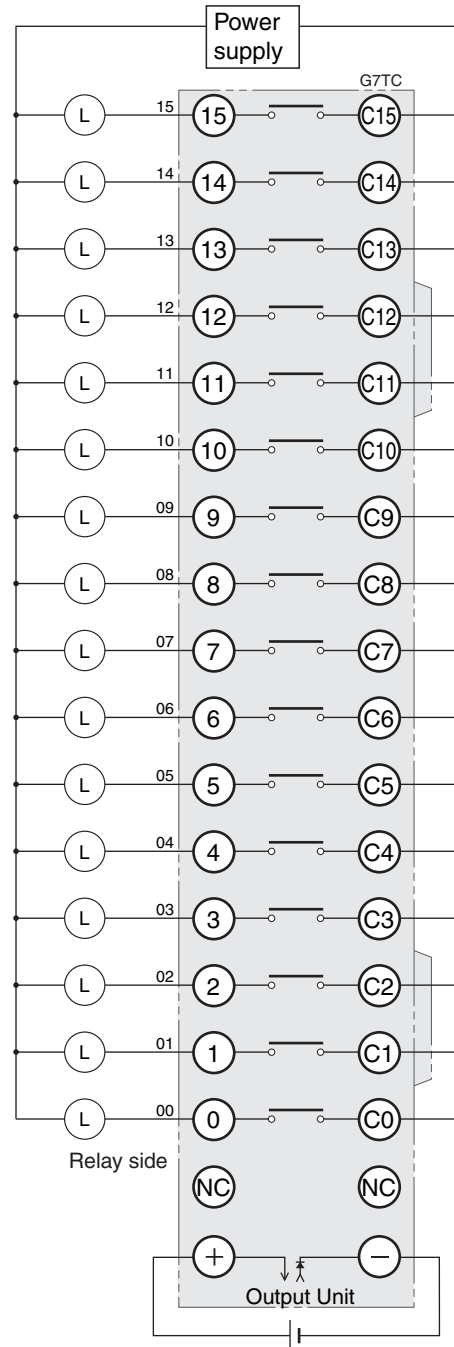 Power
supply
G7TC
L 15 15 C15
L 14 14 C14
L 13 13 C13
L 12 12 C12
L 11 11 C11
L 10 10 C10
L 09 9 C9
L 08 8 C8
L 07 7 C7
L 06 6 C6
L 05 5 C5
L 04 4 C4
L 03 3 C3
L 02 2 C2
L 01 1 C1
L 00 0 C0
Relay side
NC NC
+ −
Output Unit